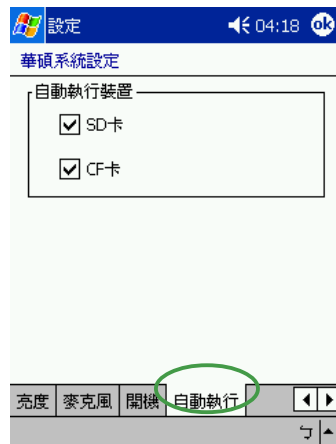 設定 04:18 ok
華碩系統設定
自動執行裝置
SD卡
CF卡
亮度 麥克風 開機 自動執行
ㄅ